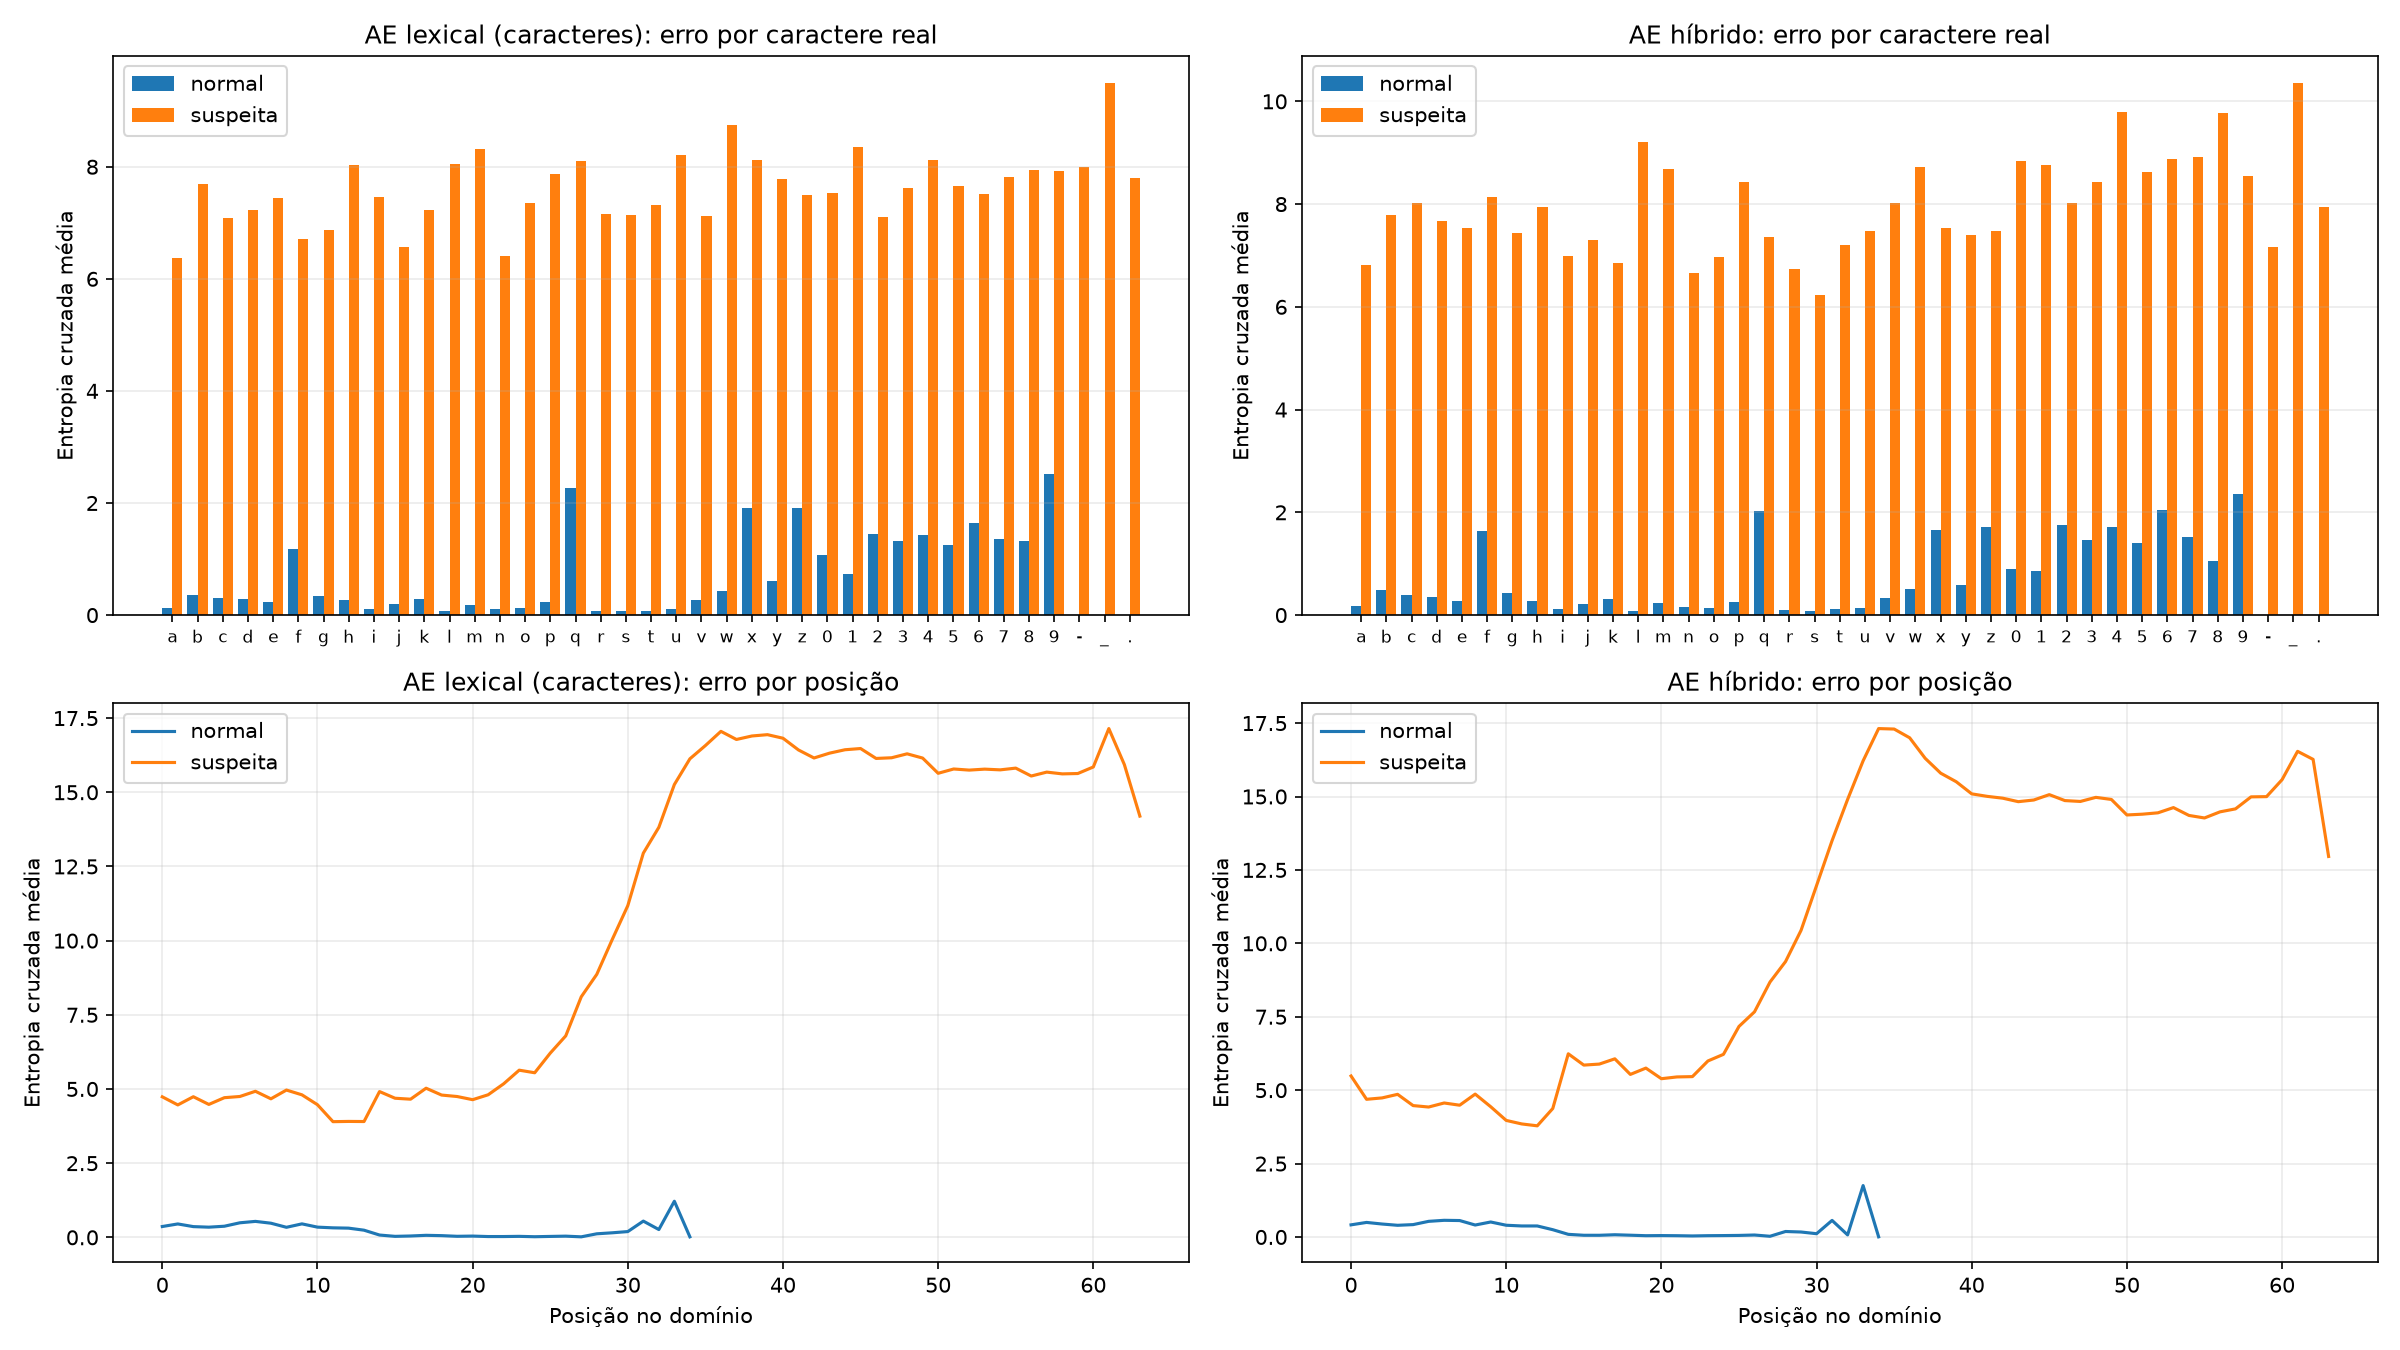 AE lexical (caracteres): erro por caractere real
normal
suspeita
Entropia cruzada média
8
6
4
2
0
a b c d e f g h i j k l m n o p q r s t u v w x y z 0 1 2 3 4 5 6 7 8 9 - _ .
AE híbrido: erro por caractere real
normal
suspeita
Entropia cruzada média
10
8
6
4
2
0
a b c d e f g h i j k l m n o p q r s t u v w x y z 0 1 2 3 4 5 6 7 8 9 - _ .
AE lexical (caracteres): erro por posição
normal
suspeita
Entropia cruzada média
17.5
15.0
12.5
10.0
7.5
5.0
2.5
0.0
0 10 20 30 40 50 60
Posição no domínio
AE híbrido: erro por posição
normal
suspeita
Entropia cruzada média
17.5
15.0
12.5
10.0
7.5
5.0
2.5
0.0
0 10 20 30 40 50 60
Posição no domínio